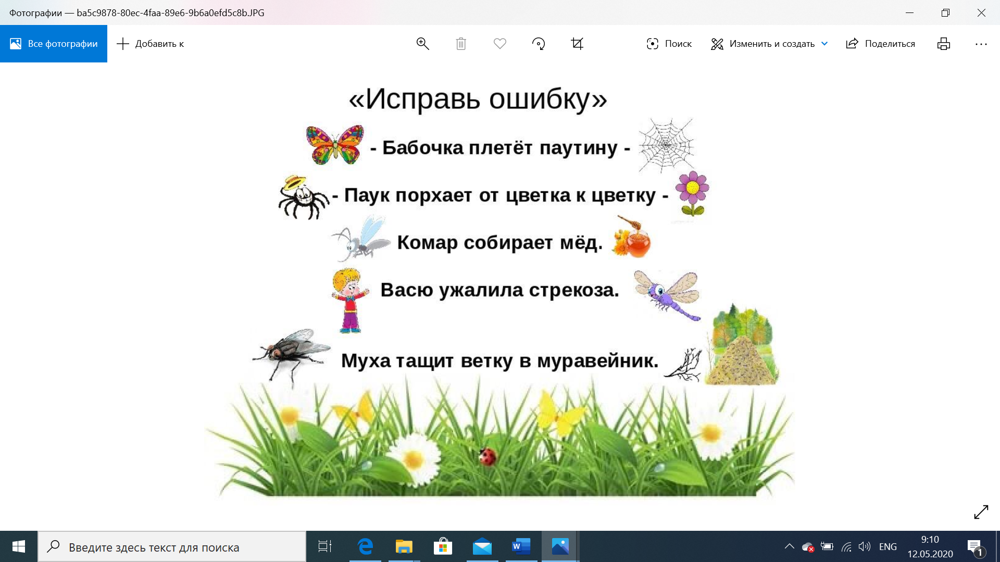 Фотографии — ba5c9878-80ec-4faa-89e6-9b6a0efd5c8b.JPG
Все фотографии
Добавить к
Поиск
Изменить и создать
Поделиться
«Исправь ошибку»
- Бабочка плетёт паутину -
- Паук порхает от цветка к цветку -
Комар собирает мёд.
Васю ужалила стрекоза.
Муха тащит ветку в муравейник.
Введите здесь текст для поиска
W
ENG
9:10
12.05.2020
1